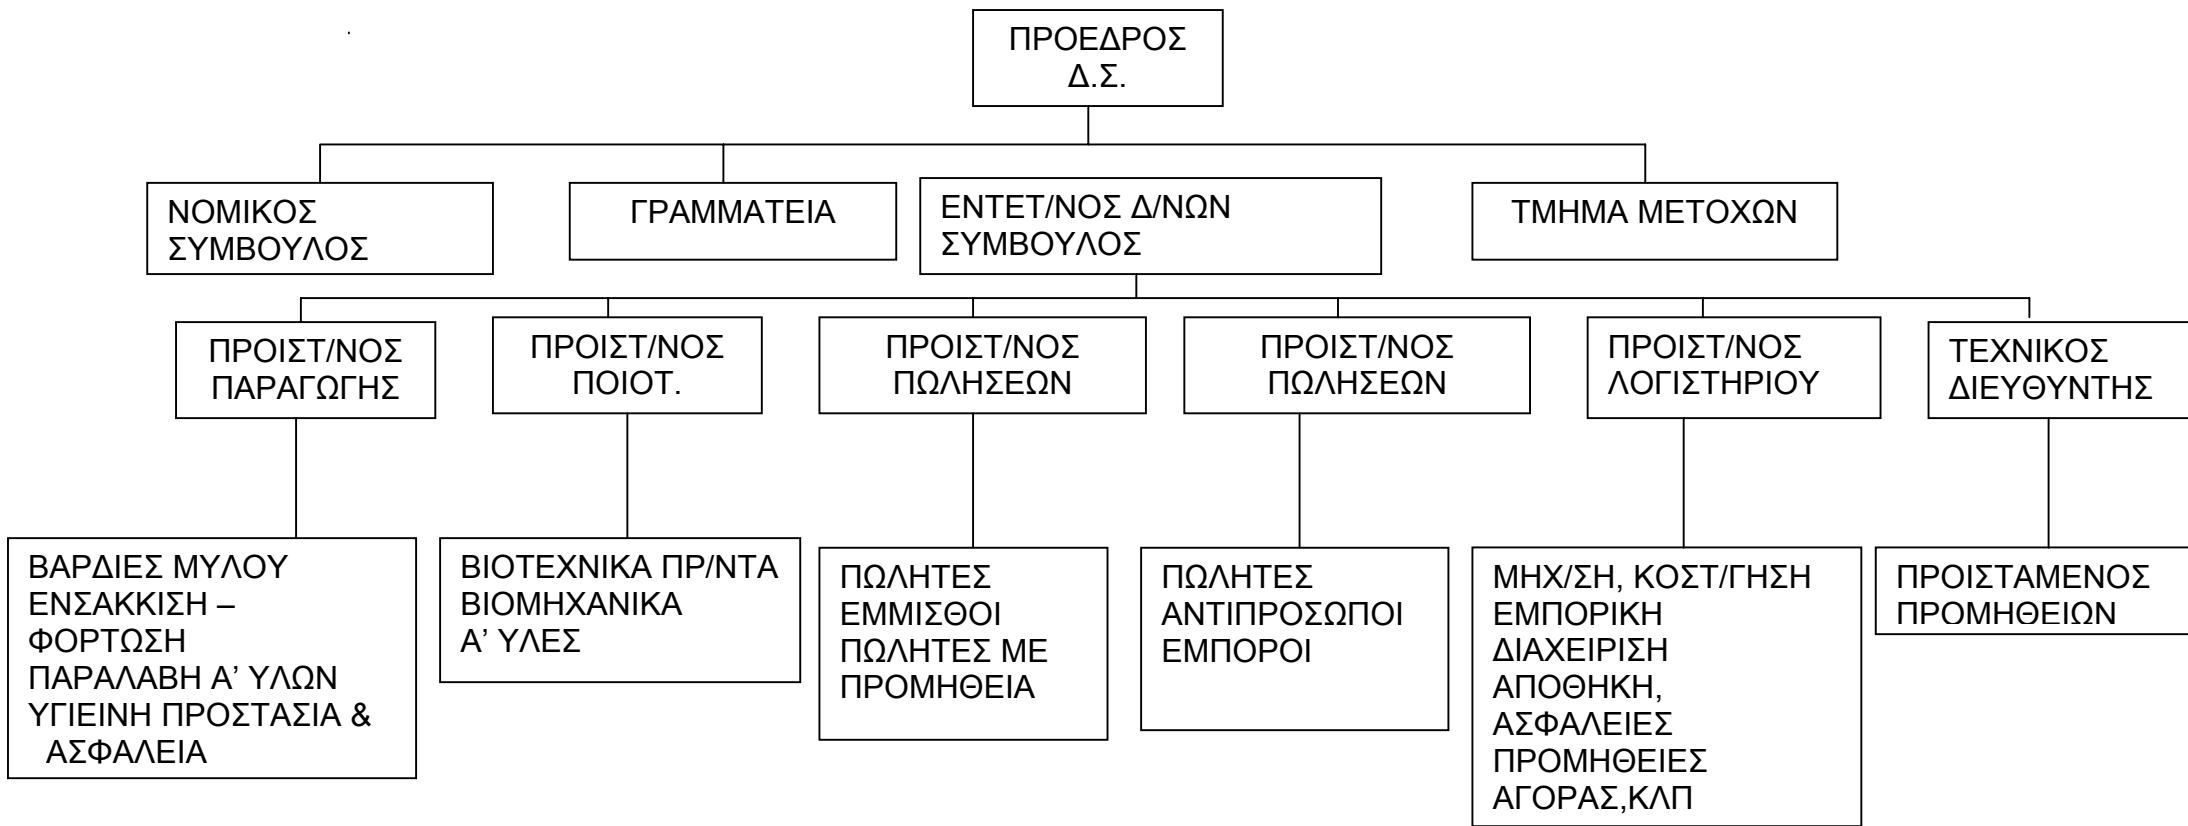 ΠΡΟΕΔΡΟΣ
Δ.Σ.
ΝΟΜΙΚΟΣ
ΣΥΜΒΟΥΛΟΣ
ΓΡΑΜΜΑΤΕΙΑ
ΕΝΤΕΤ/ΝΟΣ Δ/ΝΩΝ
ΣΥΜΒΟΥΛΟΣ
ΤΜΗΜΑ ΜΕΤΟΧΩΝ
ΠΡΟΙΣΤ/ΝΟΣ
ΠΑΡΑΓΩΓΗΣ
ΠΡΟΙΣΤ/ΝΟΣ
ΠΟΙΟΤ.
ΠΡΟΙΣΤ/ΝΟΣ
ΠΩΛΗΣΕΩΝ
ΠΡΟΙΣΤ/ΝΟΣ
ΠΩΛΗΣΕΩΝ
ΠΡΟΙΣΤ/ΝΟΣ
ΛΟΓΙΣΤΗΡΙΟΥ
ΤΕΧΝΙΚΟΣ
ΔΙΕΥΘΥΝΤΗΣ
ΒΑΡΔΙΕΣ ΜΥΛΟΥ
ΕΝΣΑΚΚΙΣΗ –
ΦΟΡΤΩΣΗ
ΠΑΡΑΛΑΒΗ Α’ ΥΛΩΝ
ΥΓΙΕΙΝΗ ΠΡΟΣΤΑΣΙΑ &
ΑΣΦΑΛΕΙΑ
ΒΙΟΤΕΧΝΙΚΑ ΠΡ/ΝΤΑ
ΒΙΟΜΗΧΑΝΙΚΑ
Α’ ΥΛΕΣ
ΠΩΛΗΤΕΣ
ΕΜΜΙΣΘΟΙ
ΠΩΛΗΤΕΣ ΜΕ
ΠΡΟΜΗΘΕΙΑ
ΠΩΛΗΤΕΣ
ΑΝΤΙΠΡΟΣΩΠΟΙ
ΕΜΠΟΡΟΙ
ΜΗΧ/ΣΗ, ΚΟΣΤ/ΓΗΣΗ
ΕΜΠΟΡΙΚΗ
ΔΙΑΧΕΙΡΙΣΗ
ΑΠΟΘΗΚΗ,
ΑΣΦΑΛΕΙΕΣ
ΠΡΟΜΗΘΕΙΕΣ
ΑΓΟΡΑΣ,ΚΛΠ
ΠΡΟΙΣΤΑΜΕΝΟΣ
ΠΡΟΜΗΘΕΙΩΝ